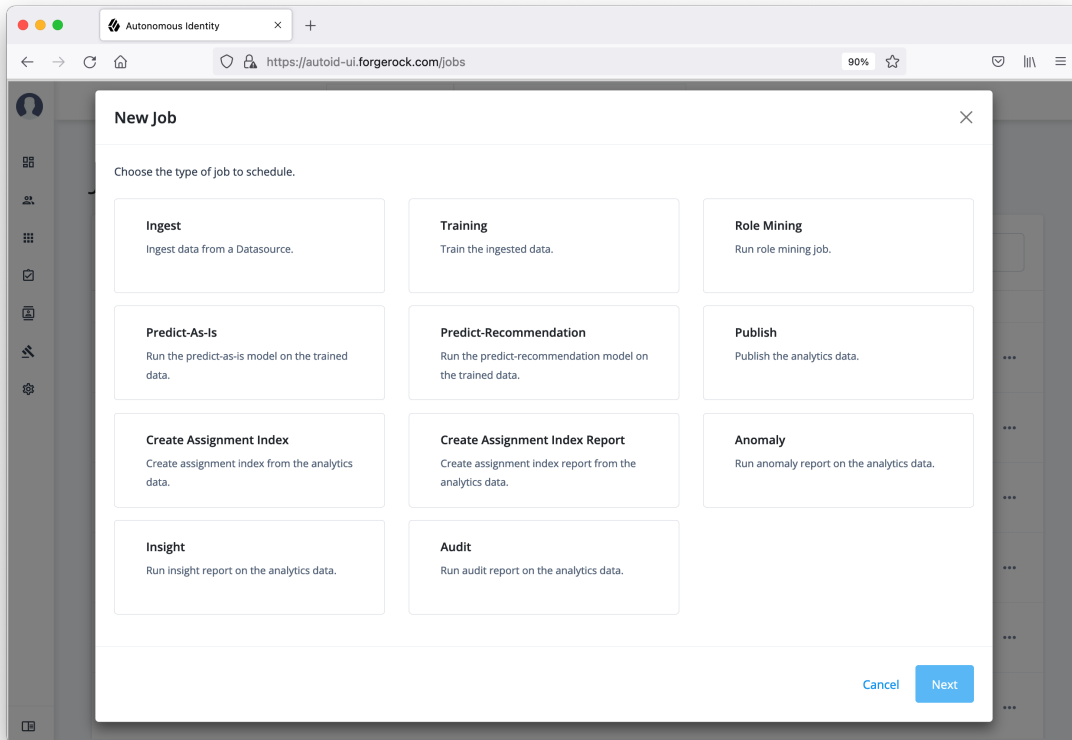 Autonomous Identity
https://autoid-ui.forgerock.com/jobs
90%
New Job
Choose the type of job to schedule.
Ingest
Ingest data from a Datasource.
Training
Train the ingested data.
Role Mining
Run role mining job.
Predict-As-Is
Run the predict-as-is model on the trained
data.
Predict-Recommendation
Run the predict-recommendation model on
the trained data.
Publish
Publish the analytics data.
Create Assignment Index
Create assignment index from the analytics
data.
Create Assignment Index Report
Create assignment index report from the
analytics data.
Anomaly
Run anomaly report on the analytics data.
Insight
Run insight report on the analytics data.
Audit
Run audit report on the analytics data.
Cancel
Next